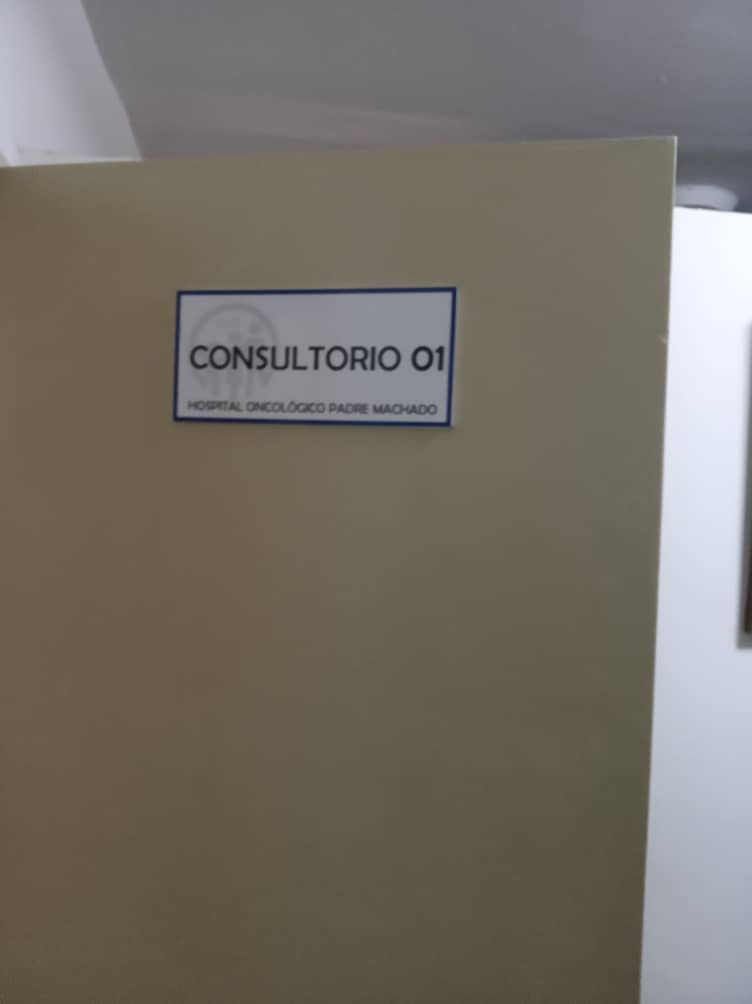 CONSULTORIO 01
HOSPITAL ONCOLÓGICO PADRE MACHADO